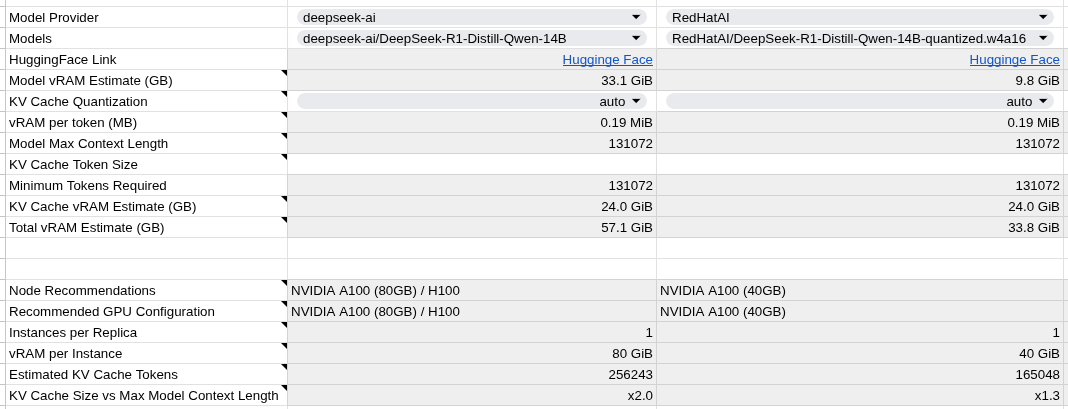 Model Provider deepseek-ai RedHatAI
Models deepseek-ai/DeepSeek-R1-Distill-Qwen-14B RedHatAI/DeepSeek-R1-Distill-Qwen-14B-quantized.w4a16
HuggingFace Link Hugginge Face Hugginge Face
Model vRAM Estimate (GB) 33.1 GiB 9.8 GiB
KV Cache Quantization auto auto
vRAM per token (MB) 0.19 MiB 0.19 MiB
Model Max Context Length 131072 131072
KV Cache Token Size
Minimum Tokens Required 131072 131072
KV Cache vRAM Estimate (GB) 24.0 GiB 24.0 GiB
Total vRAM Estimate (GB) 57.1 GiB 33.8 GiB
Node Recommendations NVIDIA A100 (80GB) / H100 NVIDIA A100 (40GB)
Recommended GPU Configuration NVIDIA A100 (80GB) / H100 NVIDIA A100 (40GB)
Instances per Replica 1 1
vRAM per Instance 80 GiB 40 GiB
Estimated KV Cache Tokens 256243 165048
KV Cache Size vs Max Model Context Length x2.0 x1.3